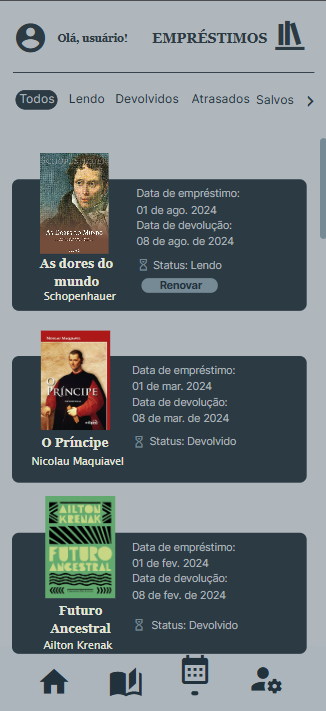 Olá, usuário!
EMPRÉSTIMOS
Todos
Lendo
Devolvidos
Atrasados
Salvos
SCHOPENHAUER
As Dores do Mundo
As dores do
mundo
Schopenhauer
Data de empréstimo:
01 de ago. 2024
Data de devolução:
08 de ago. de 2024
Status: Lendo
Renovar
Nicolau Maquiavel
O
PRÍNCIPE
O Príncipe
Nicolau Maquiavel
Data de empréstimo:
01 de mar. 2024
Data de devolução:
08 de mar. de 2024
Status: Devolvido
AILTON
KRENAK
FUTURO
ANCESTRAL
Futuro
Ancestral
Ailton Krenak
Data de empréstimo:
01 de fev. 2024
Data de devolução:
08 de fev. de 2024
Status: Devolvido